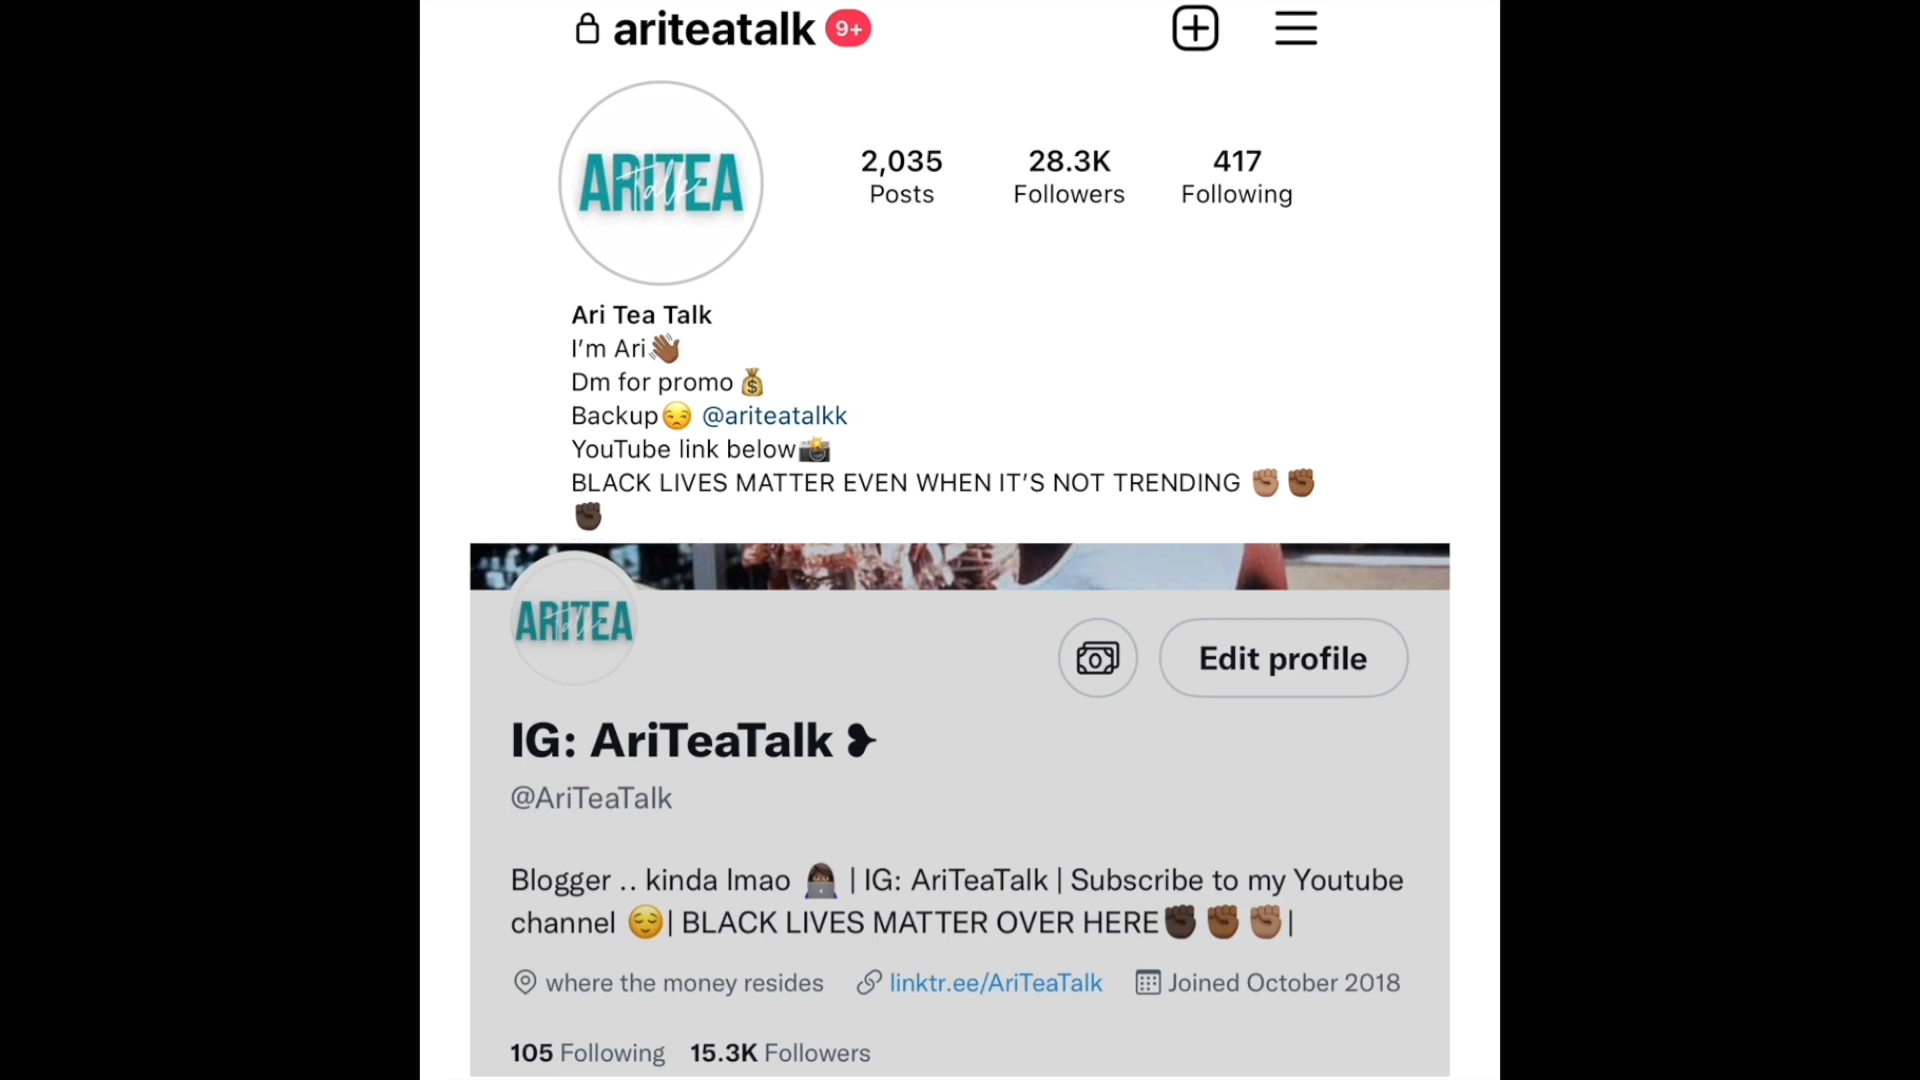 ariteatalk 9+
ARITEA
Talk
2,035 28.3K 417
Posts Followers Following
Ari Tea Talk
I'm Ari👋🏾
Dm for promo 💰
Backup😒 @ariteatalkk
YouTube link below📸
BLACK LIVES MATTER EVEN WHEN IT'S NOT TRENDING ✊🏽 ✊🏾
✊🏿
ARITEA
Talk
Edit profile
IG: AriTeaTalk ❥
@AriTeaTalk
Blogger .. kinda lmao 👩🏾‍💻 | IG: AriTeaTalk | Subscribe to my Youtube
channel 😌| BLACK LIVES MATTER OVER HERE✊🏿 ✊🏾 ✊🏽 |
where the money resides linktr.ee/AriTeaTalk Joined October 2018
105 Following 15.3K Followers